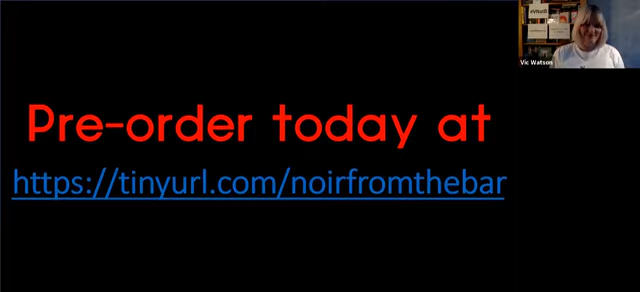 Pre-order today at
https://tinyurl.com/noirfromthebar
Vic Watson